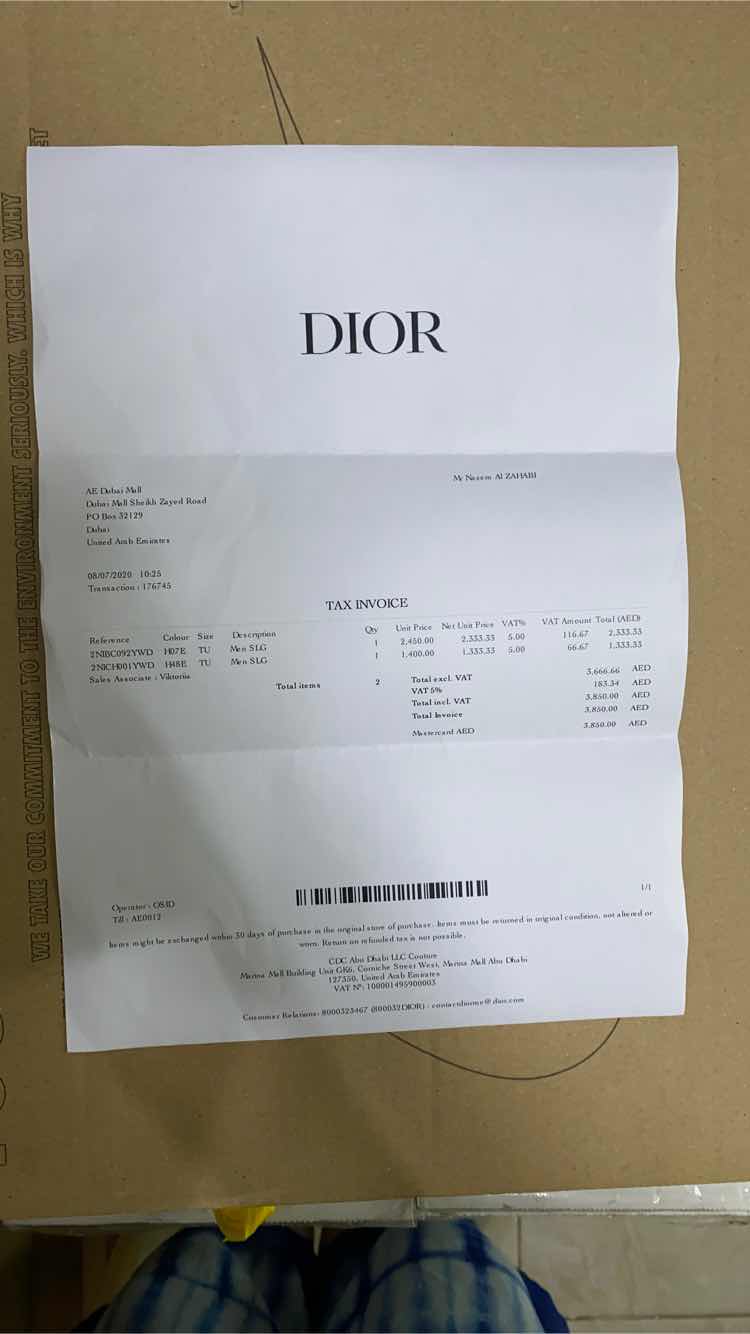 WE TAKE OUR COMMITMENT TO THE ENVIRONMENT SERIOUSLY. WHICH IS WHY
DIOR
Mr Nazem Al ZAHABI
AE Dubai Mall
Dubai Mall Sheikh Zayed Road
PO Box 32129
Dubai
United Arab Emirates
08/07/2020 10:25
Transaction : 176745
TAX INVOICE
Reference Colour Size Description Qty Unit Price Net Unit Price VAT% VAT Amount Total (AED)
2NIBC092YWD H07E TU Men SLG 1 2,450.00 2,333.33 5.00 116.67 2,333.33
2NICH001YWD H48E TU Men SLG 1 1,400.00 1,333.33 5.00 66.67 1,333.33
Sales Associate : Viktoriia
Total items 2 Total excl. VAT 3,666.66 AED
VAT 5% 183.34 AED
Total incl. VAT 3,850.00 AED
Total Invoice 3,850.00 AED
Mastercard AED 3,850.00 AED
Operator : OSJD
Till : AE0012
1/1
Items might be exchanged within 30 days of purchase in the original store of purchase. Items must be returned in original condition, not altered or
worn. Return on refunded tax is not possible.
CDC Abu Dhabi LLC Couture
Marina Mall Building Unit GK6, Corniche Street West, Marina Mall Abu Dhabi
127350, United Arab Emirates
VAT N°: 100001495900003
Customer Relations: 8000323467 (800032DIOR) - contactdiorme@dior.com